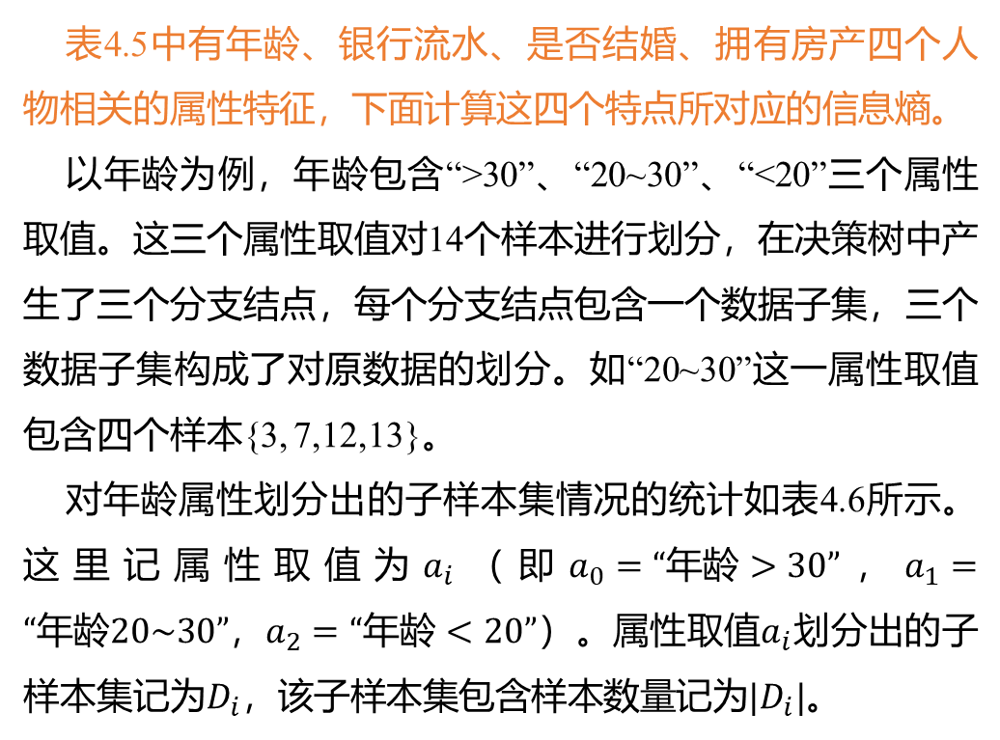 表4.5中有年龄、银行流水、是否结婚、拥有房产四个人
物相关的属性特征，下面计算这四个特点所对应的信息熵。
以年龄为例，年龄包含“>30”、“20~30”、“<20”三个属性
取值。这三个属性取值对14个样本进行划分，在决策树中产
生了三个分支结点，每个分支结点包含一个数据子集，三个
数据子集构成了对原数据的划分。如“20~30”这一属性取值
包含四个样本{3, 7,12,13}。
对年龄属性划分出的子样本集情况的统计如表4.6所示。
这里记属性取值为𝑎𝑖（即𝑎0 = “年龄 > 30”，𝑎1 =
“年龄20~30”，𝑎2 = “年龄 < 20”）。属性取值𝑎𝑖划分出的子
样本集记为𝐷𝑖，该子样本集包含样本数量记为|𝐷𝑖|。